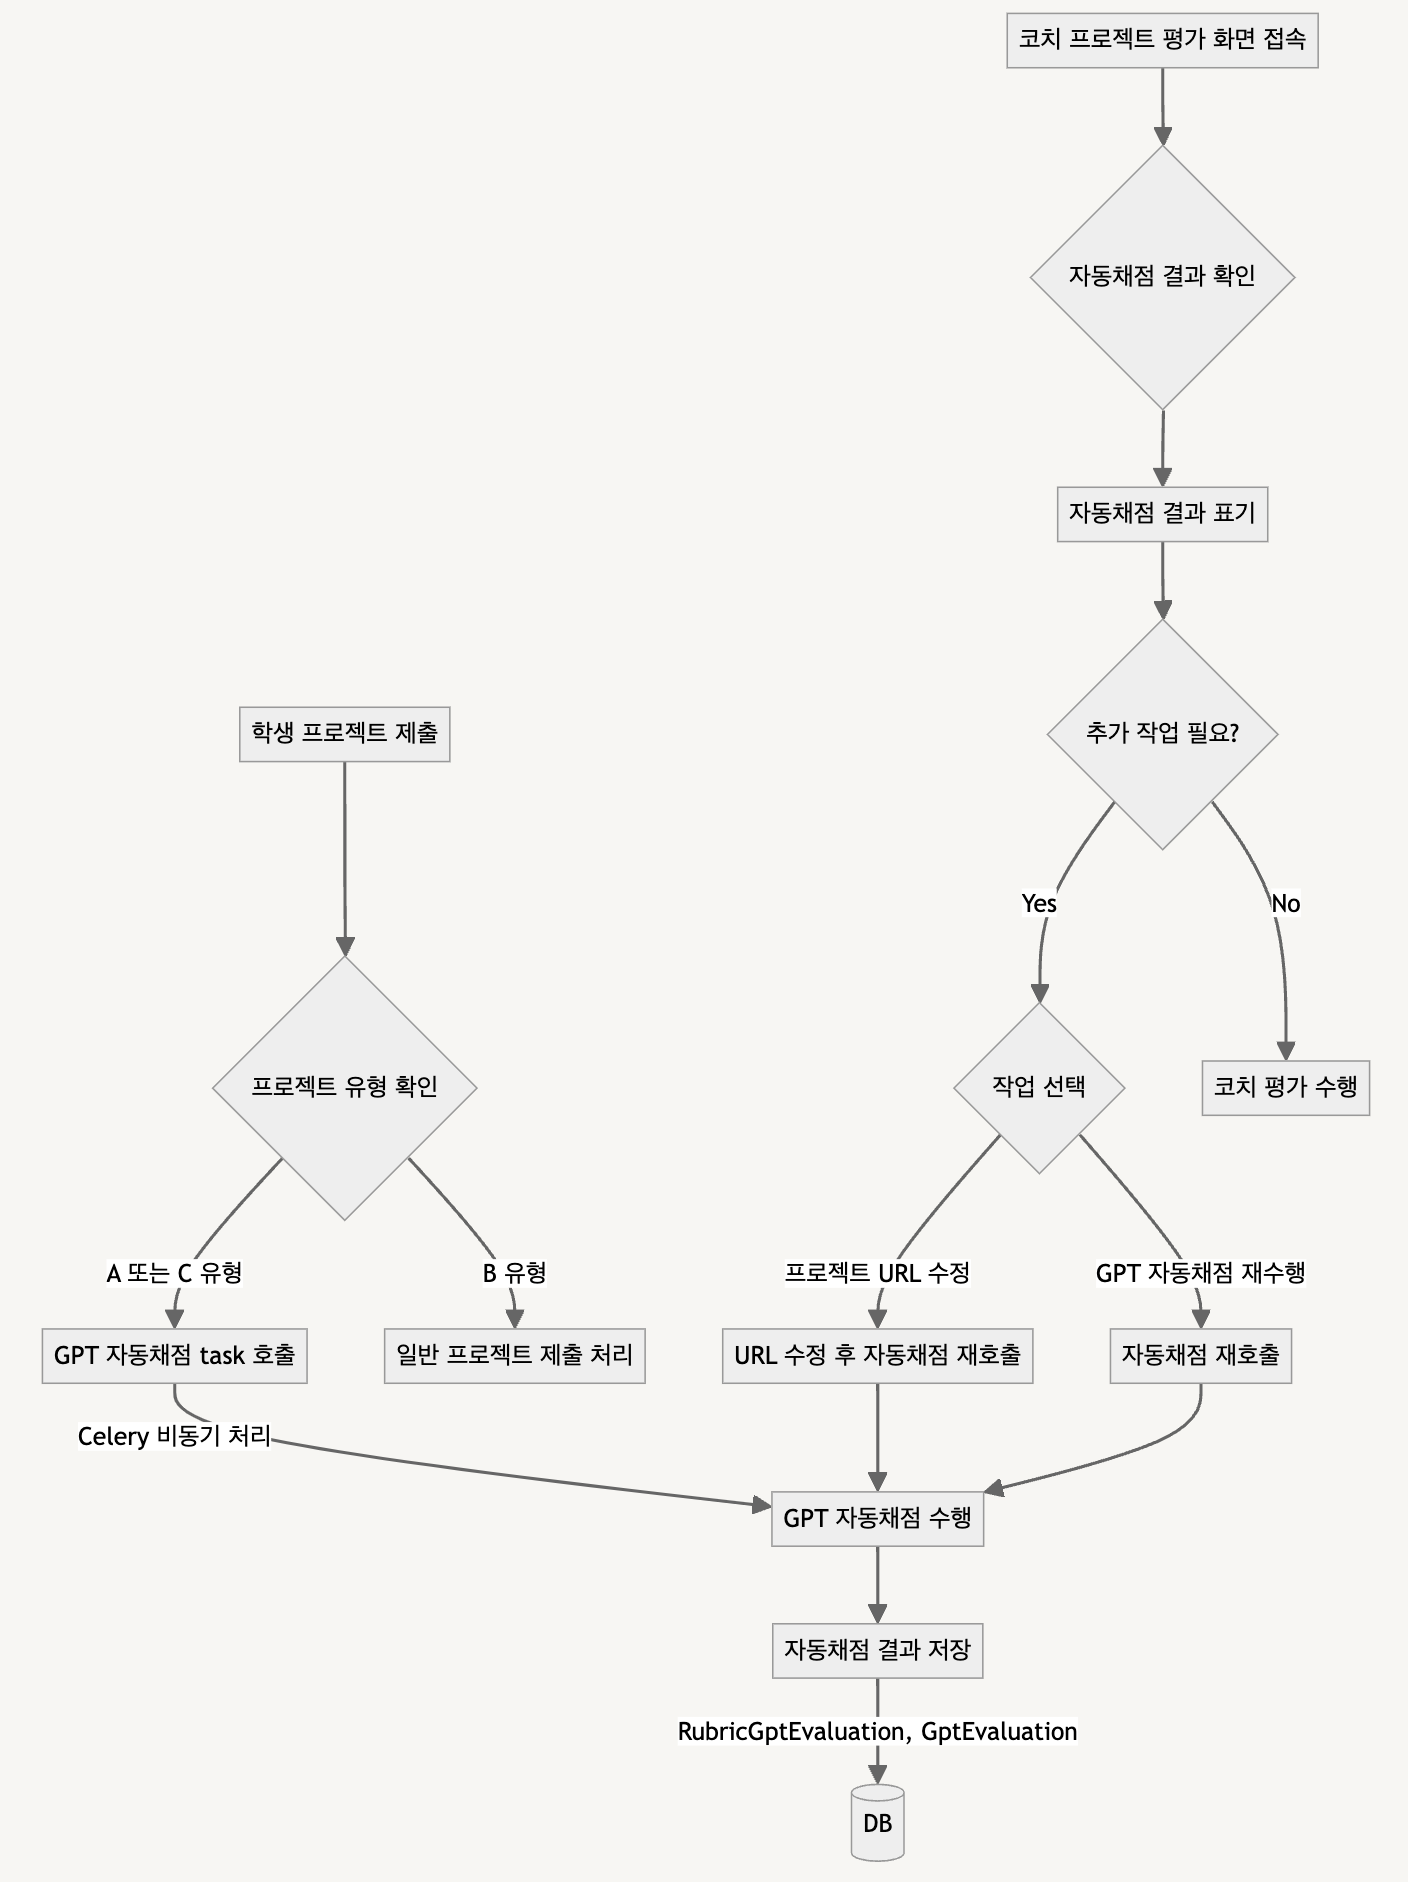 코치 프로젝트 평가 화면 접속
자동채점 결과 확인
자동채점 결과 표기
추가 작업 필요?
학생 프로젝트 제출
Yes
No
프로젝트 유형 확인
작업 선택
코치 평가 수행
A 또는 C 유형
B 유형
프로젝트 URL 수정
GPT 자동채점 재수행
GPT 자동채점 task 호출
일반 프로젝트 제출 처리
URL 수정 후 자동채점 재호출
자동채점 재호출
Celery 비동기 처리
GPT 자동채점 수행
자동채점 결과 저장
RubricGptEvaluation, GptEvaluation
DB